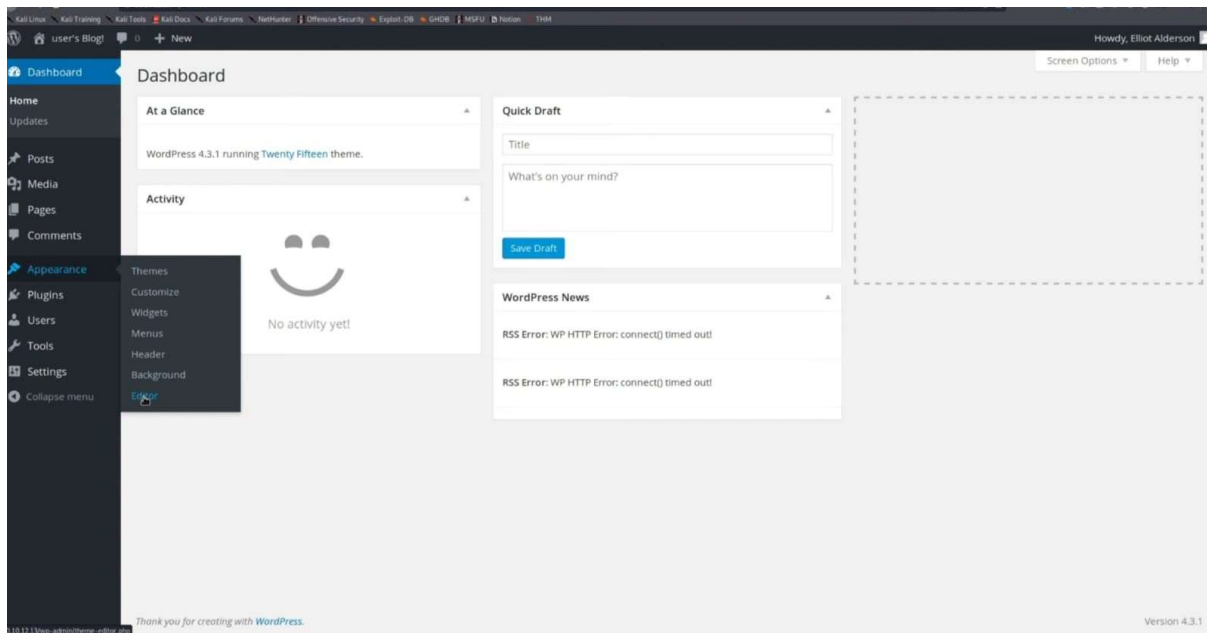 Kali Linux Kali Training Kali Tools Kali Docs Kali Forums NetHunter Offensive Security Exploit-DB GHDB MSFU Notion THM
user's Blog! 0 + New Howdy, Elliot Alderson
Screen Options Help
Dashboard
Home
Updates
Posts
Media
Pages
Comments
Appearance
Plugins
Users
Tools
Settings
Collapse menu
Themes
Customize
Widgets
Menus
Header
Background
Editor
Dashboard
At a Glance
WordPress 4.3.1 running Twenty Fifteen theme.
Activity
No activity yet!
Quick Draft
Title
What's on your mind?
Save Draft
WordPress News
RSS Error: WP HTTP Error: connect() timed out!
RSS Error: WP HTTP Error: connect() timed out!
Thank you for creating with WordPress.
Version 4.3.1